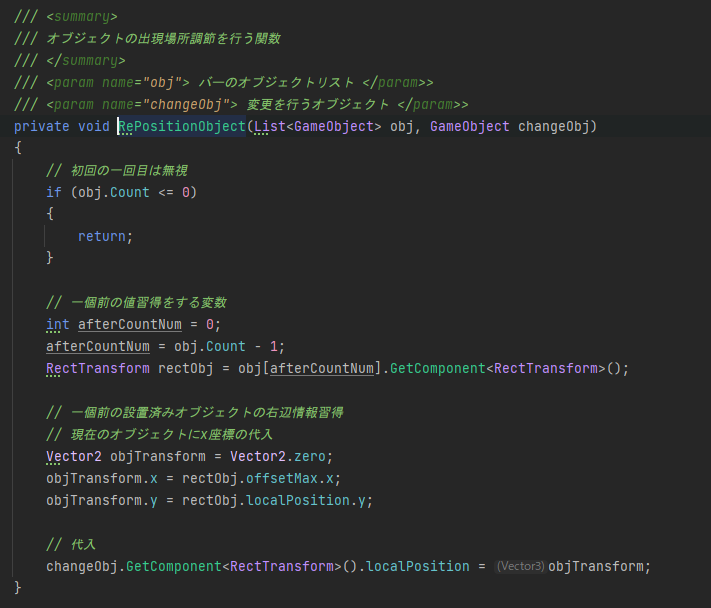 /// <summary>
/// オブジェクトの出現場所調節を行う関数
/// </summary>
/// <param name="obj"> バーのオブジェクトリスト </param>>
/// <param name="changeObj"> 変更を行うオブジェクト </param>>
private void RePositionObject(List<GameObject> obj, GameObject changeObj)
{
    // 初回の一回目は無視
    if (obj.Count <= 0)
    {
        return;
    }

    // 一個前の値習得をする変数
    int afterCountNum = 0;
    afterCountNum = obj.Count - 1;
    RectTransform rectObj = obj[afterCountNum].GetComponent<RectTransform>();

    // 一個前の設置済みオブジェクトの右辺情報習得
    // 現在のオブジェクトにx座標の代入
    Vector2 objTransform = Vector2.zero;
    objTransform.x = rectObj.offsetMax.x;
    objTransform.y = rectObj.localPosition.y;

    // 代入
    changeObj.GetComponent<RectTransform>().localPosition = (Vector3) objTransform;
}